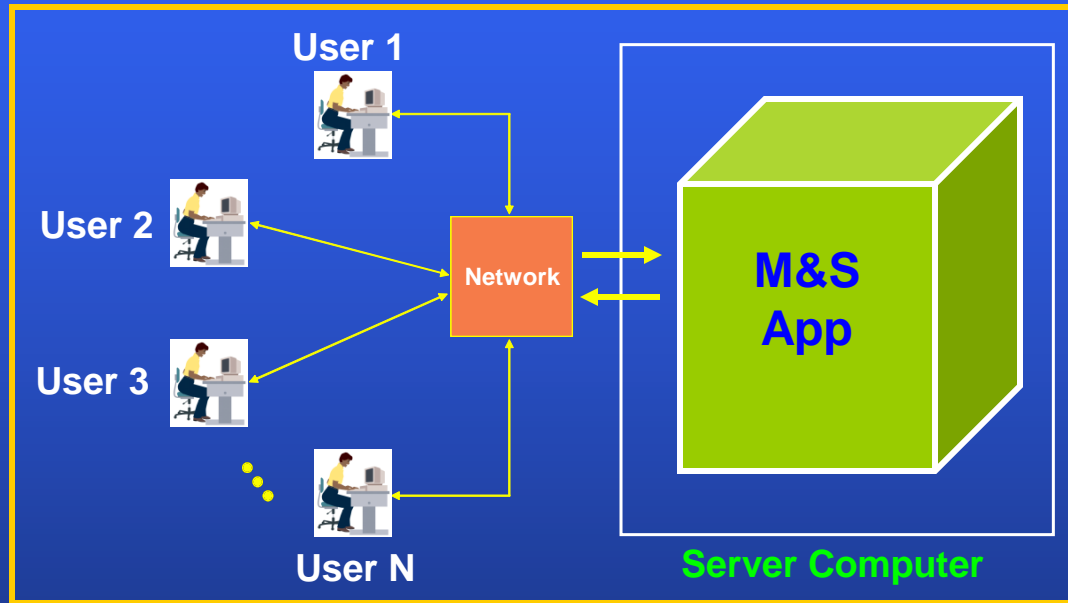 User 1
User 2
User 3
User N
Network
M&S
App
Server Computer